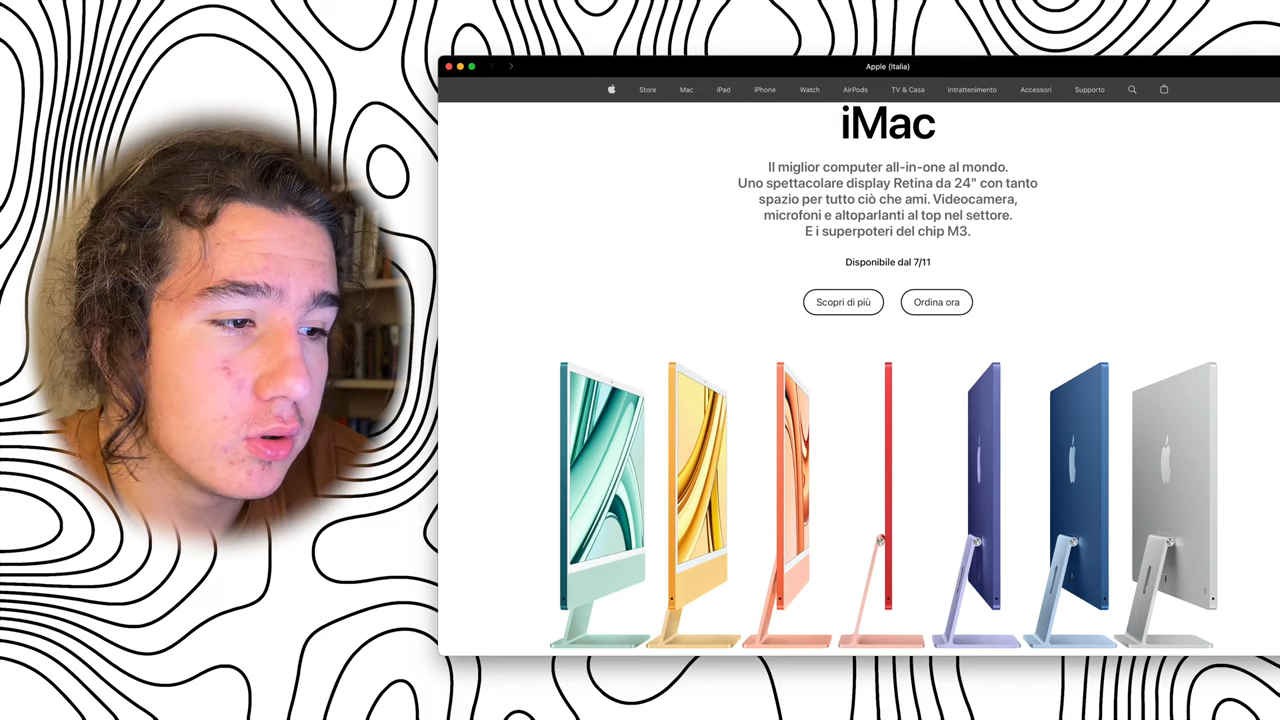 Apple (Italia)
Store Mac iPad iPhone Watch AirPods TV & Casa Intrattenimento Accessori Supporto
iMac
Il miglior computer all-in-one al mondo.
Uno spettacolare display Retina da 24" con tanto
spazio per tutto ciò che ami. Videocamera,
microfoni e altoparlanti al top nel settore.
E i superpoteri del chip M3.
Disponibile dal 7/11
Scopri di più Ordina ora